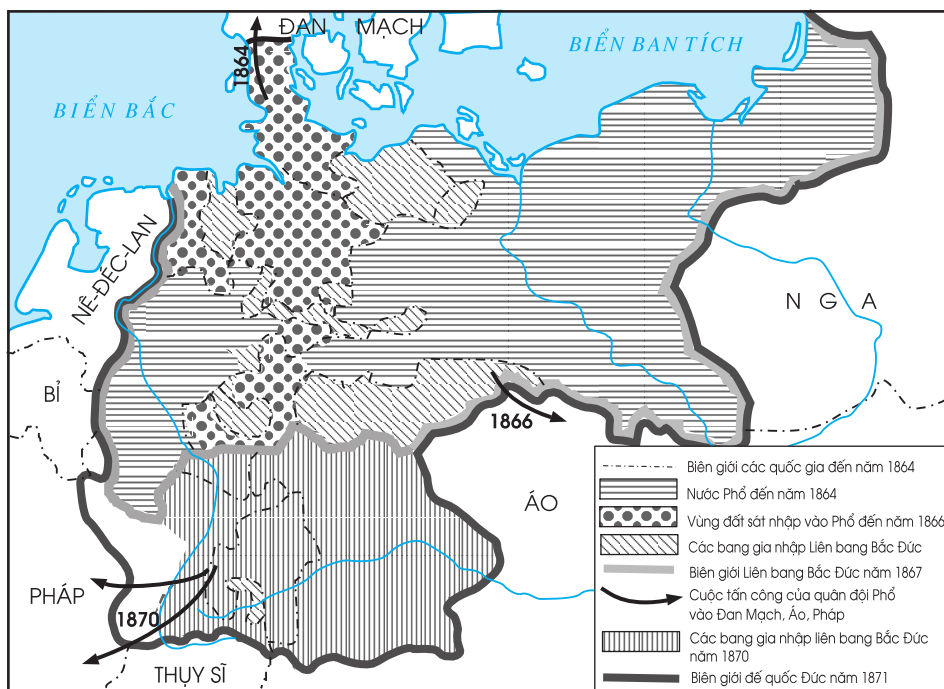 ĐAN MẠCH
BIỂN BAN TÍCH
1864
BIỂN BẮC
NÊ-ĐÉC-LAN
N G A
BỈ
1866
ÁO
PHÁP
1870
THỤY SĨ
Biên giới các quốc gia đến năm 1864
Nước Phổ đến năm 1864
Vùng đất sát nhập vào Phổ đến năm 1866
Các bang gia nhập Liên bang Bắc Đức
Biên giới Liên bang Bắc Đức năm 1867
Cuộc tấn công của quân đội Phổ
vào Đan Mạch, Áo, Pháp
Các bang gia nhập liên bang Bắc Đức
năm 1870
Biên giới đế quốc Đức năm 1871